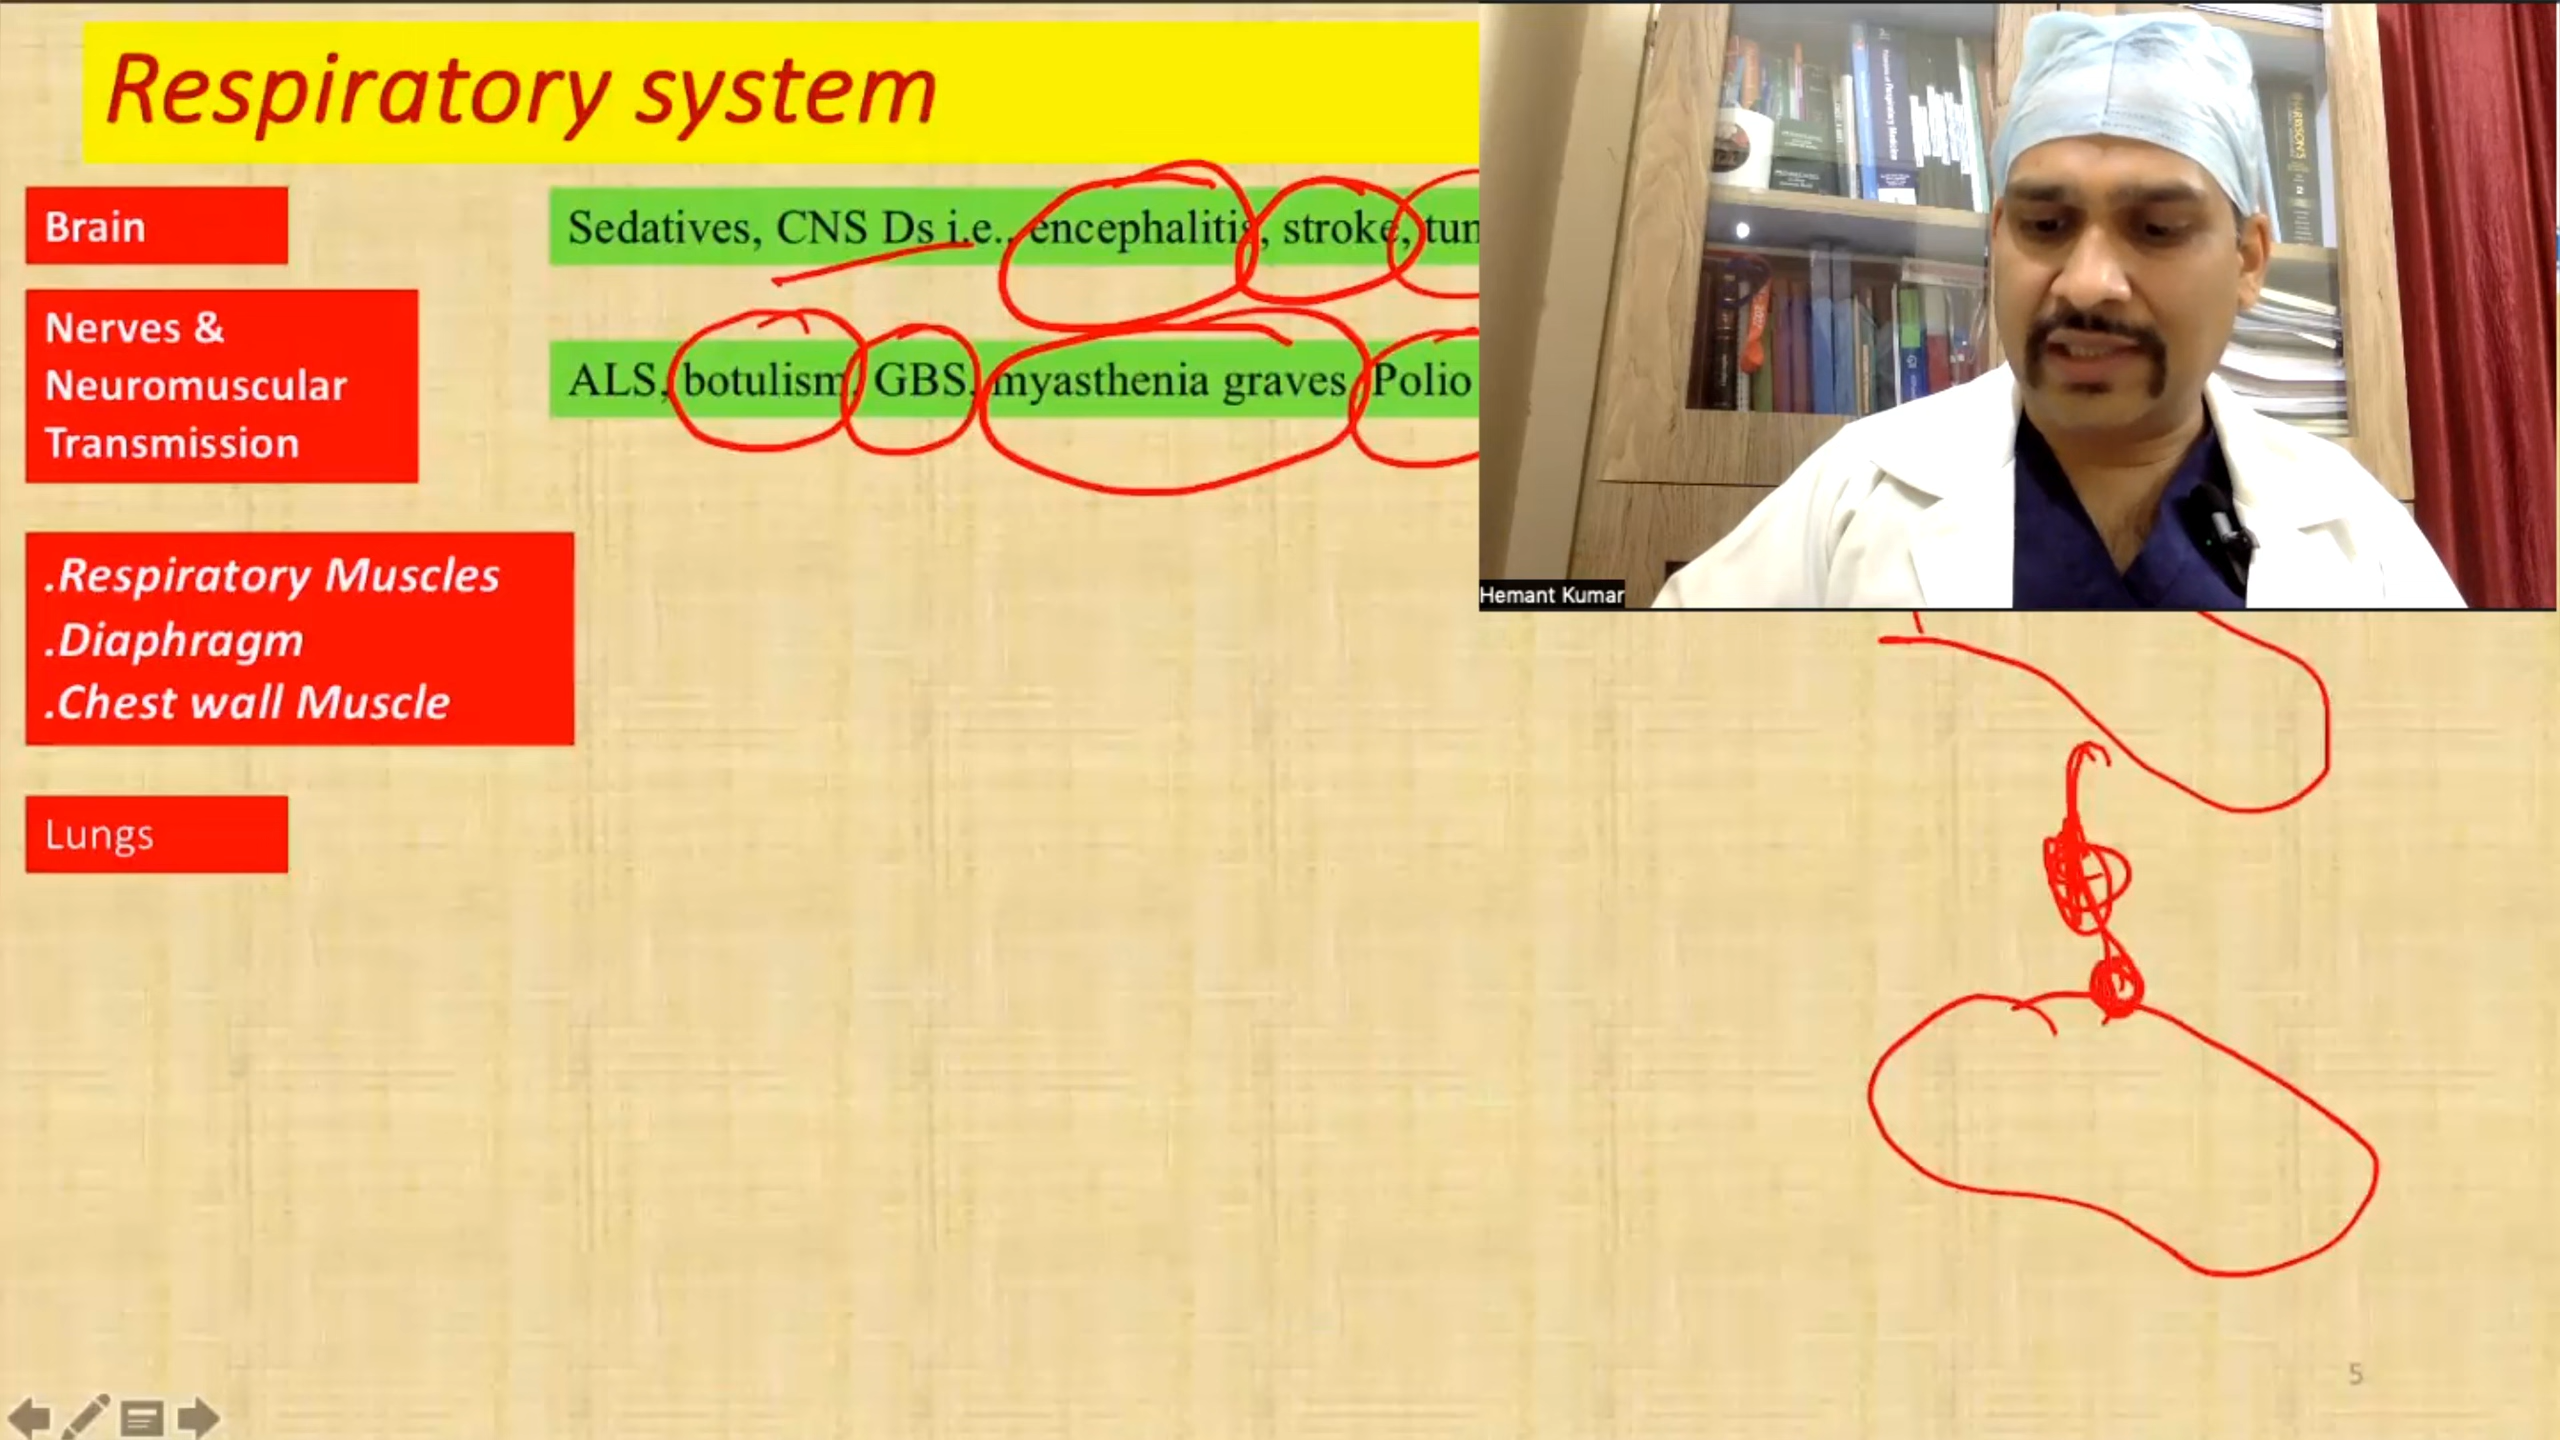 Respiratory system
Brain
Sedatives, CNS Ds i.e., encephalitis, stroke,
Nerves &
Neuromuscular
Transmission
ALS, botulism, GBS, myasthenia graves, Polio
.Respiratory Muscles
.Diaphragm
.Chest wall Muscle
Lungs
Hemant Kumar
HARRISON'S
5